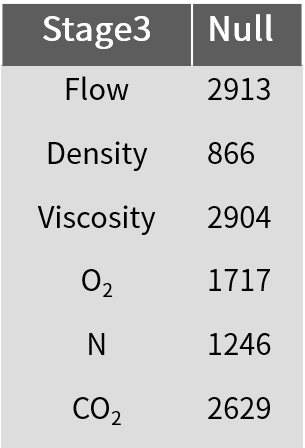 Stage3 Null
Flow 2913
Density 866
Viscosity 2904
O₂ 1717
N 1246
CO₂ 2629